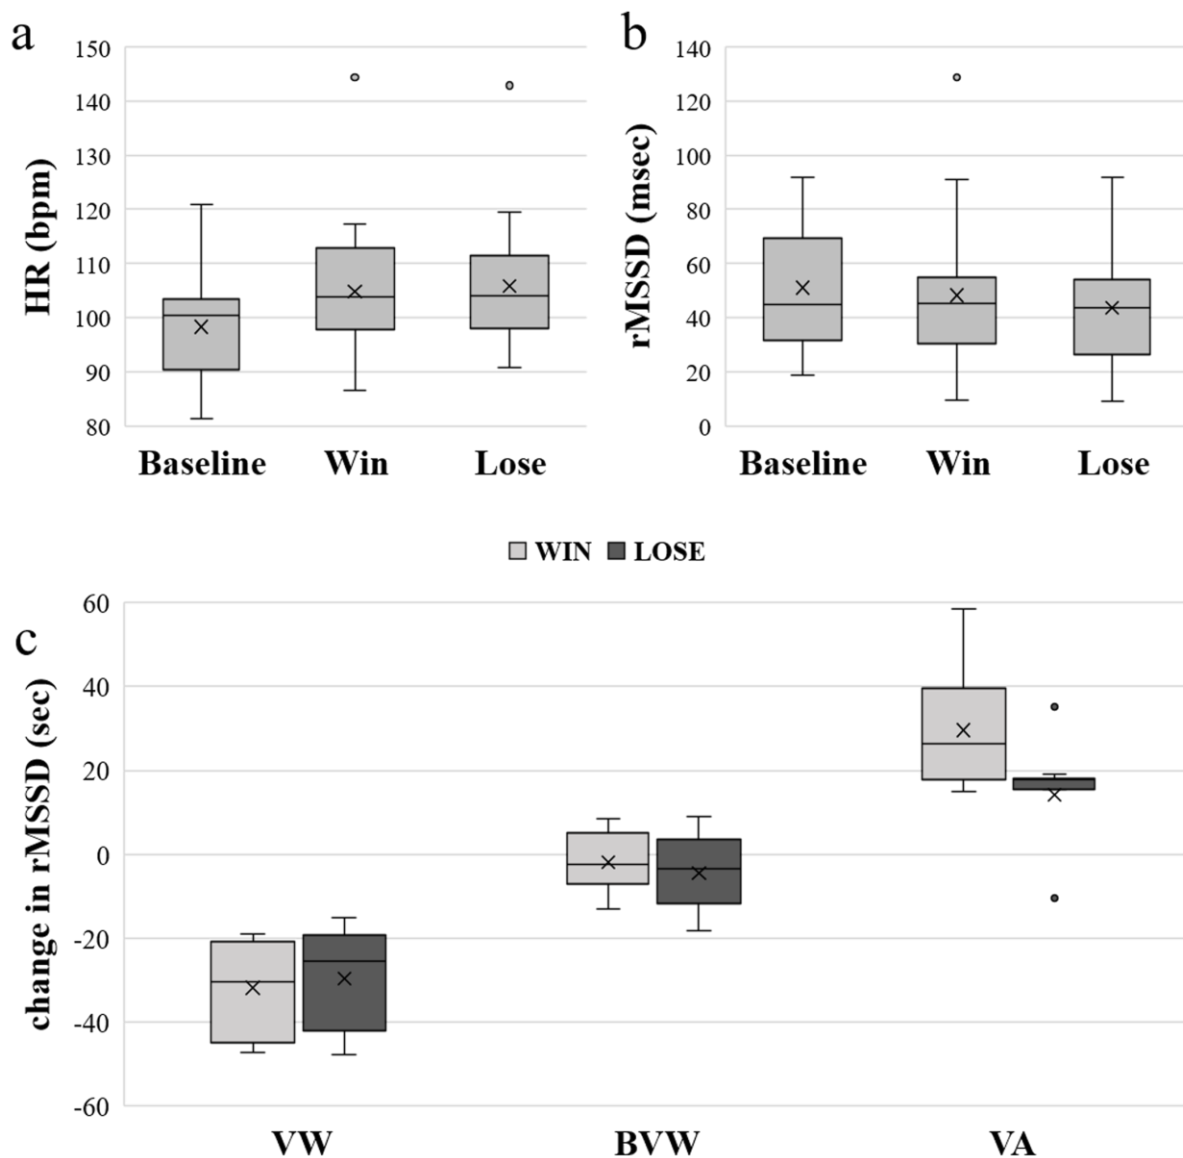 a
150
140
130
120
110
100
90
80
HR (bpm)
Baseline Win Lose
b
140
120
100
80
60
40
20
0
rMSSD (msec)
Baseline Win Lose
WIN LOSE
c
60
40
20
0
-20
-40
-60
change in rMSSD (sec)
VW BVW VA